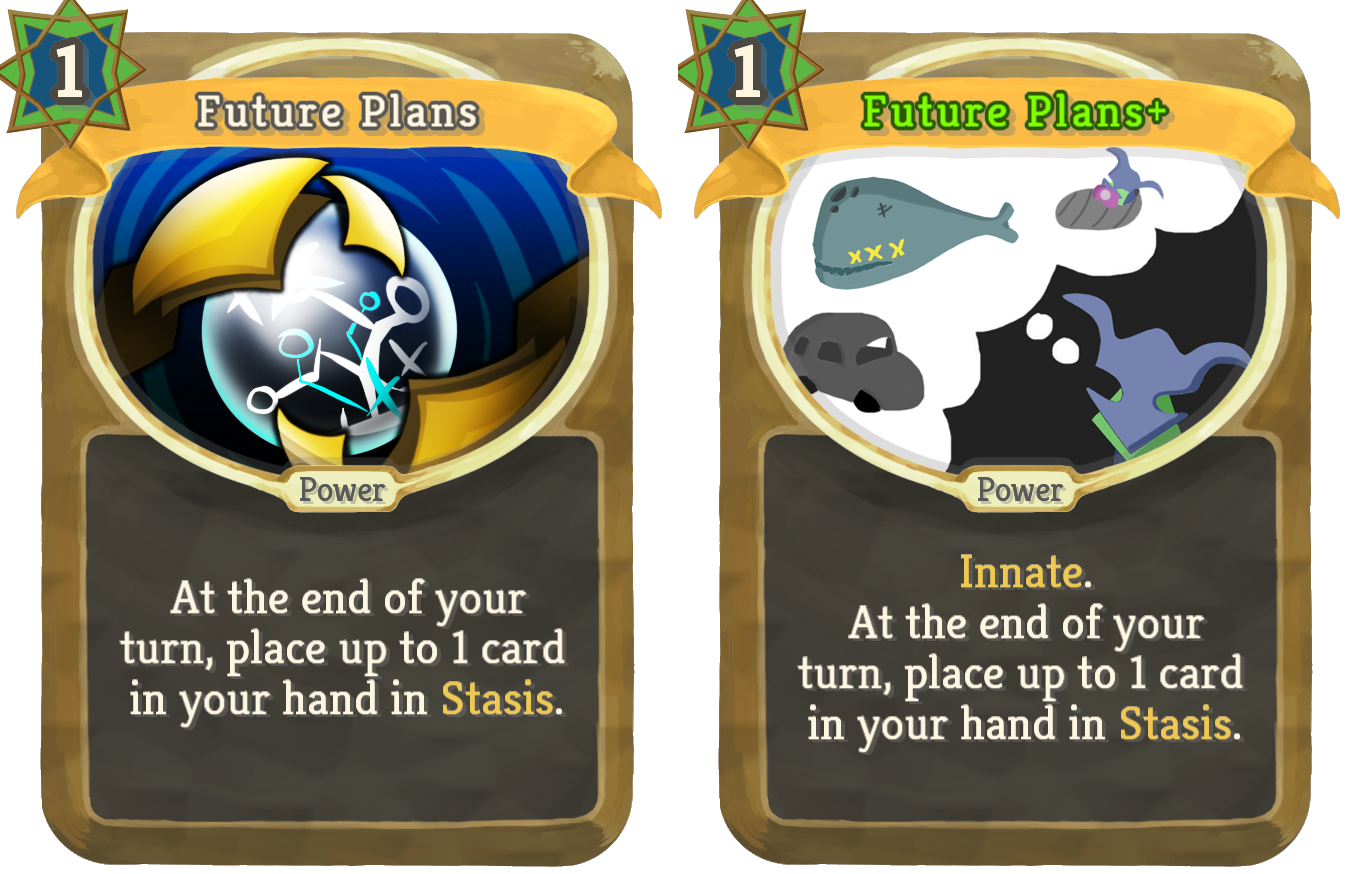 1
Future Plans
Power
At the end of your
turn, place up to 1 card
in your hand in Stasis.
1
Future Plans+
x x x
Power
Innate.
At the end of your
turn, place up to 1 card
in your hand in Stasis.